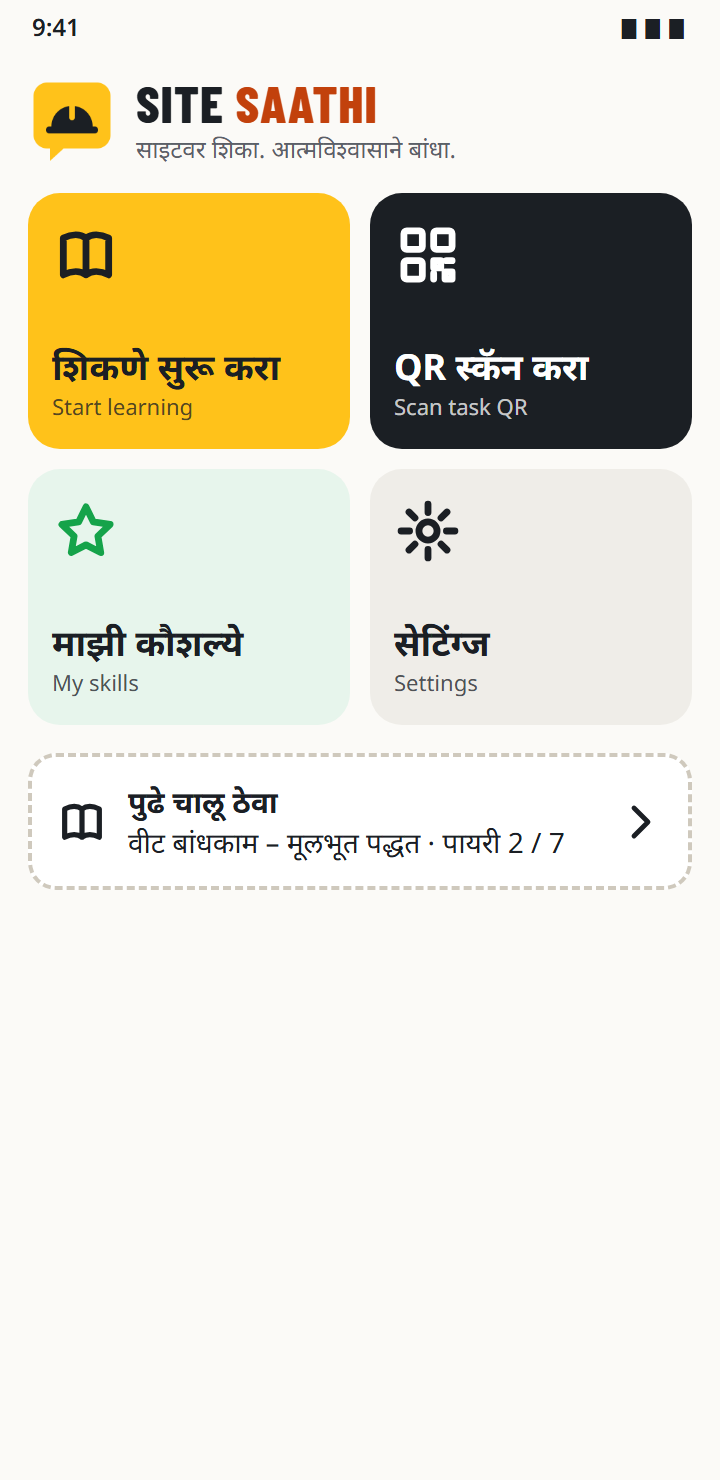 9:41
SITE SAATHI
साइटवर शिका. आत्मविश्वासाने बांधा.
शिकणे सुरू करा
Start learning
QR स्कॅन करा
Scan task QR
माझी कौशल्ये
My skills
सेटिंग्ज
Settings
पुढे चालू ठेवा
वीट बांधकाम – मूलभूत पद्धत · पायरी 2 / 7